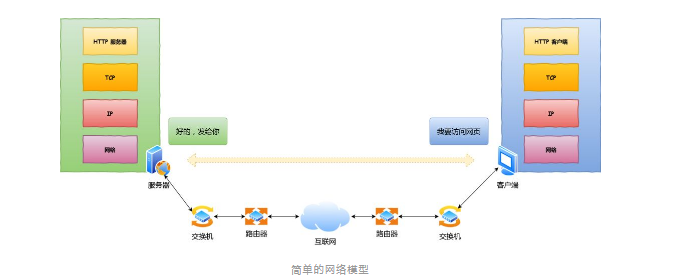 HTTP 服务器
TCP
IP
网络
服务器
好的，发给你
我要访问网页
HTTP 客户端
TCP
IP
网络
客户端
交换机
路由器
互联网
路由器
交换机
简单的网络模型